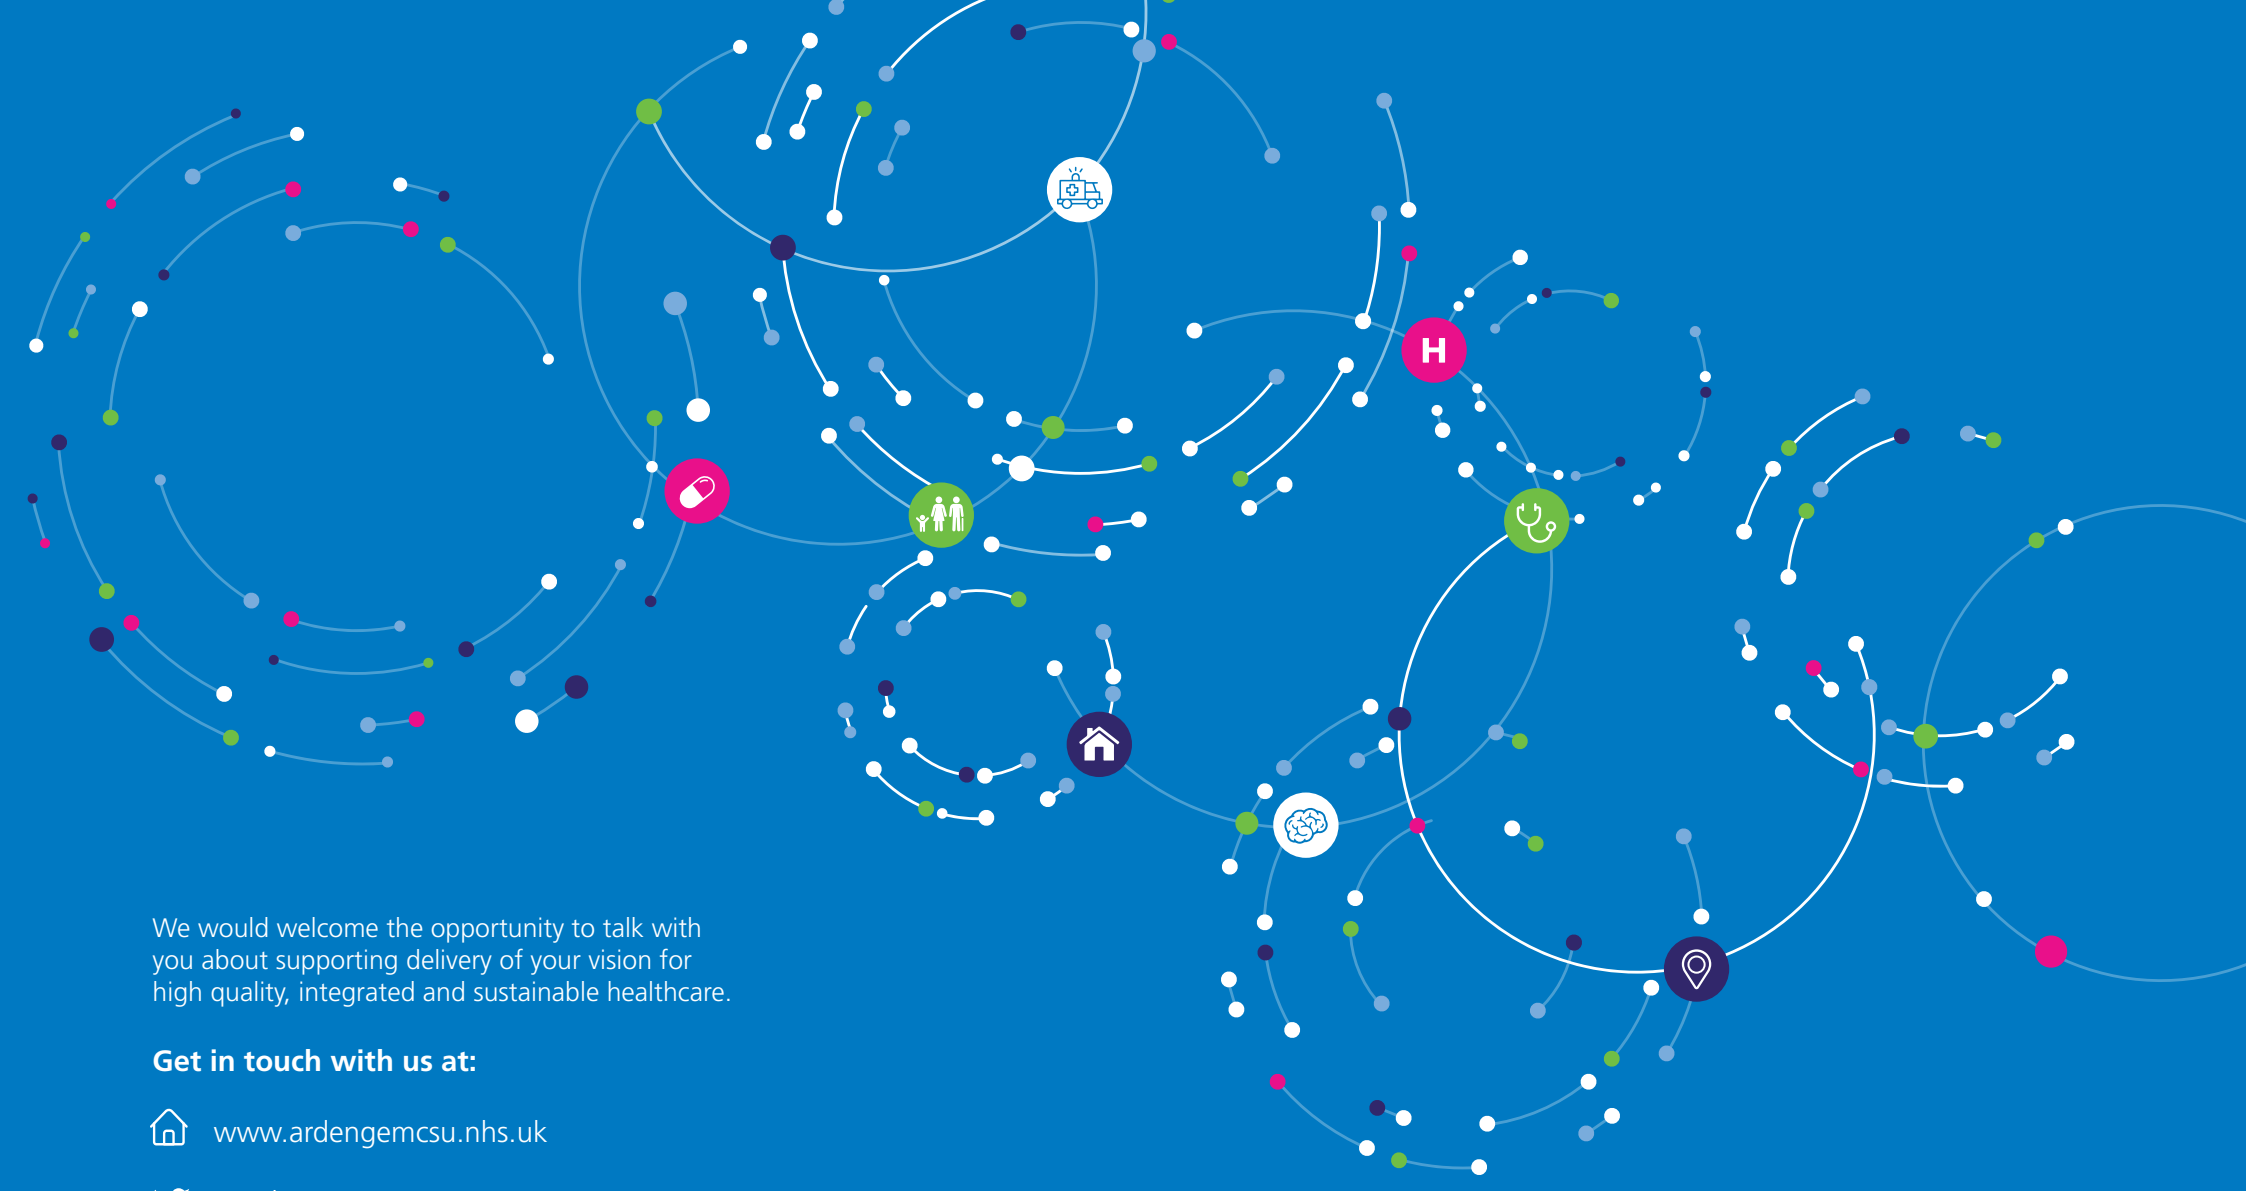 H
We would welcome the opportunity to talk with
you about supporting delivery of your vision for
high quality, integrated and sustainable healthcare.
Get in touch with us at:
www.ardengemcsu.nhs.uk